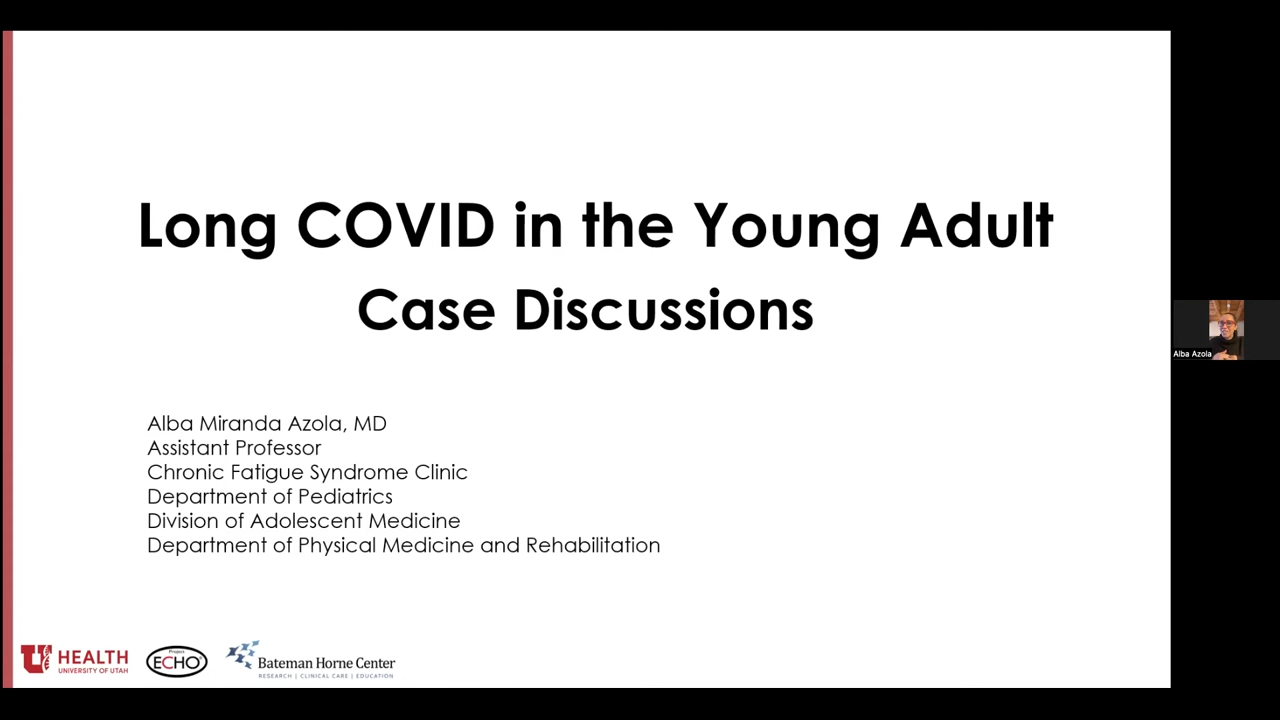 Long COVID in the Young Adult
Case Discussions
Alba Miranda Azola, MD
Assistant Professor
Chronic Fatigue Syndrome Clinic
Department of Pediatrics
Division of Adolescent Medicine
Department of Physical Medicine and Rehabilitation
U HEALTH
UNIVERSITY OF UTAH
Project
ECHO
Bateman Horne Center
RESEARCH | CLINICAL CARE | EDUCATION
Alba Azola